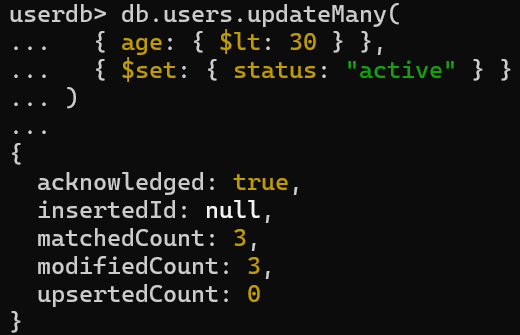 userdb> db.users.updateMany(
...   { age: { $lt: 30 } },
...   { $set: { status: "active" } }
... )
...
{
  acknowledged: true,
  insertedId: null,
  matchedCount: 3,
  modifiedCount: 3,
  upsertedCount: 0
}